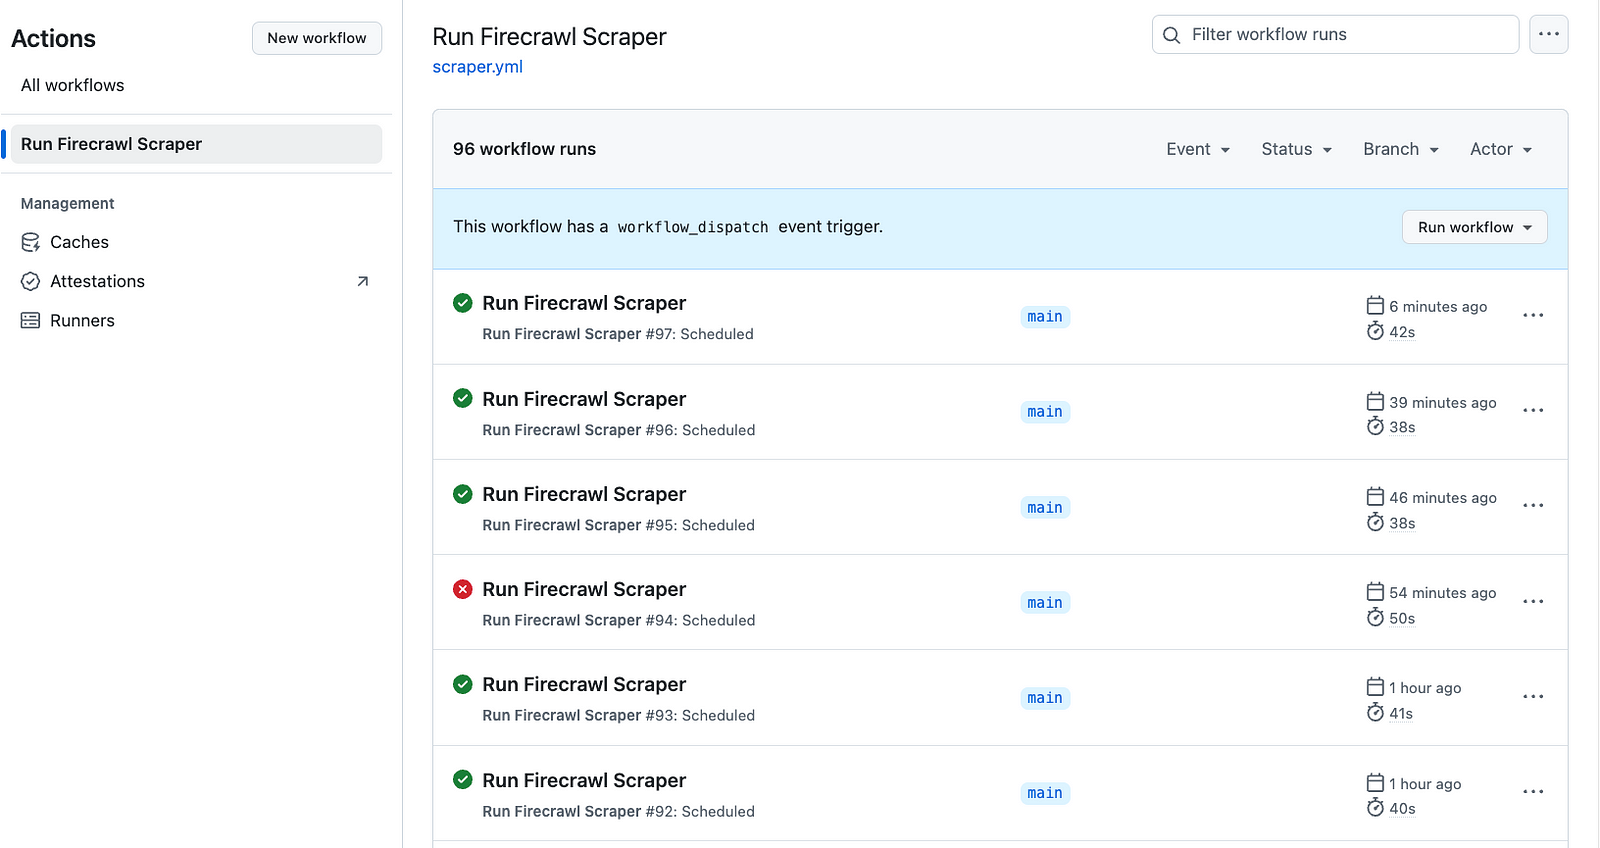 Actions
New workflow
All workflows
Run Firecrawl Scraper
Management
Caches
Attestations
Runners
Run Firecrawl Scraper
scraper.yml
Filter workflow runs
96 workflow runs
Event
Status
Branch
Actor
This workflow has a workflow_dispatch event trigger.
Run workflow
Run Firecrawl Scraper
Run Firecrawl Scraper #97: Scheduled
main
6 minutes ago
42s
Run Firecrawl Scraper
Run Firecrawl Scraper #96: Scheduled
main
39 minutes ago
38s
Run Firecrawl Scraper
Run Firecrawl Scraper #95: Scheduled
main
46 minutes ago
38s
Run Firecrawl Scraper
Run Firecrawl Scraper #94: Scheduled
main
54 minutes ago
50s
Run Firecrawl Scraper
Run Firecrawl Scraper #93: Scheduled
main
1 hour ago
41s
Run Firecrawl Scraper
Run Firecrawl Scraper #92: Scheduled
main
1 hour ago
40s